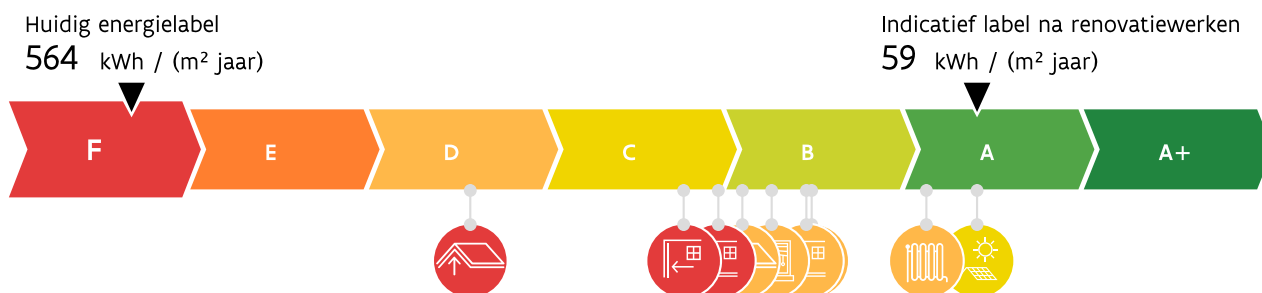 Huidig energielabel
564 kWh / (m² jaar)
Indicatief label na renovatiewerken
59 kWh / (m² jaar)
F E D C B A A+